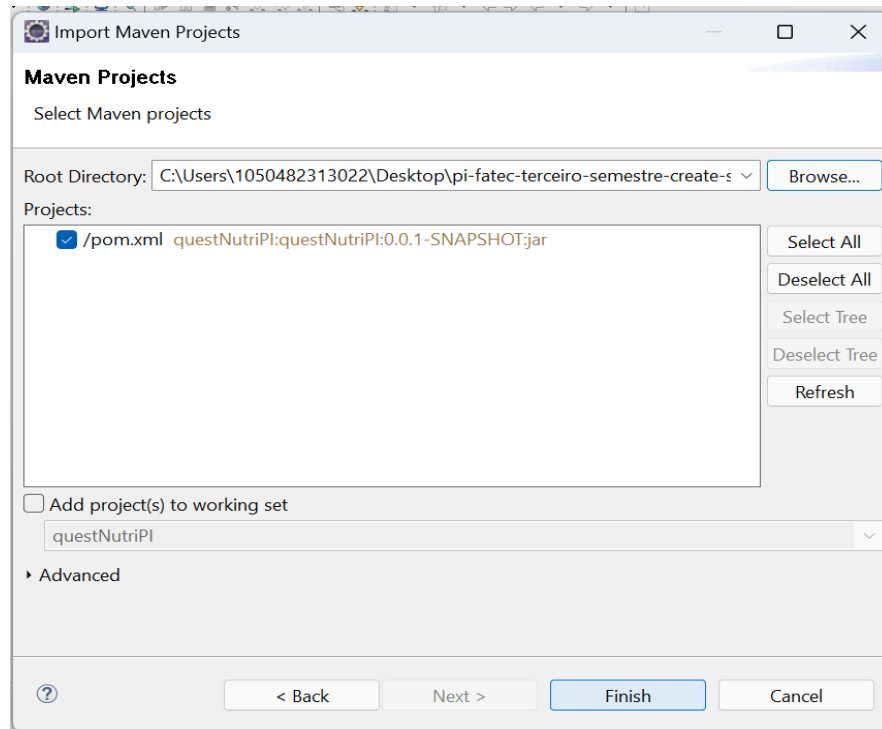 Import Maven Projects
Maven Projects
Select Maven projects
Root Directory: C:\Users\1050482313022\Desktop\pi-fatec-terceiro-semestre-create-s Browse...
Projects:
/pom.xml questNutriPI:questNutriPI:0.0.1-SNAPSHOT:jar
Select All
Deselect All
Select Tree
Deselect Tree
Refresh
Add project(s) to working set
questNutriPI
Advanced
? < Back Next > Finish Cancel